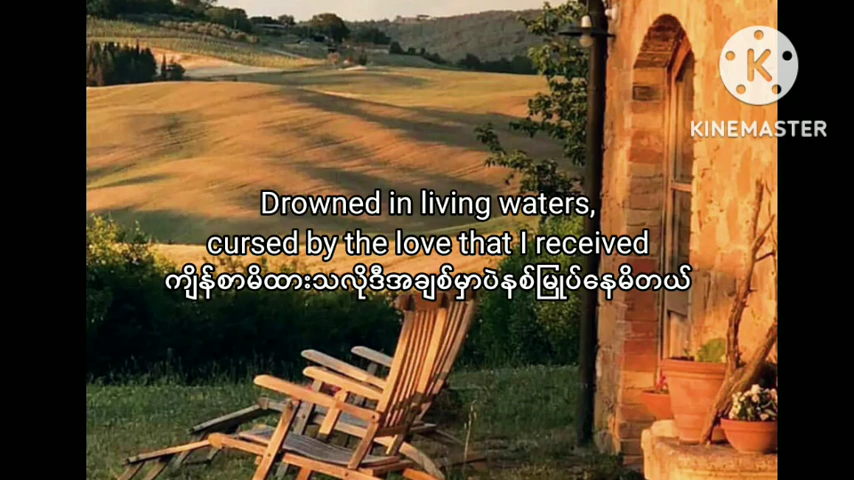 K
KINEMASTER
Drowned in living waters,
cursed by the love that I received
ကျိန်စာမိထားသလိုဒီအချစ်မှာပဲနစ်မြုပ်နေမိတယ်